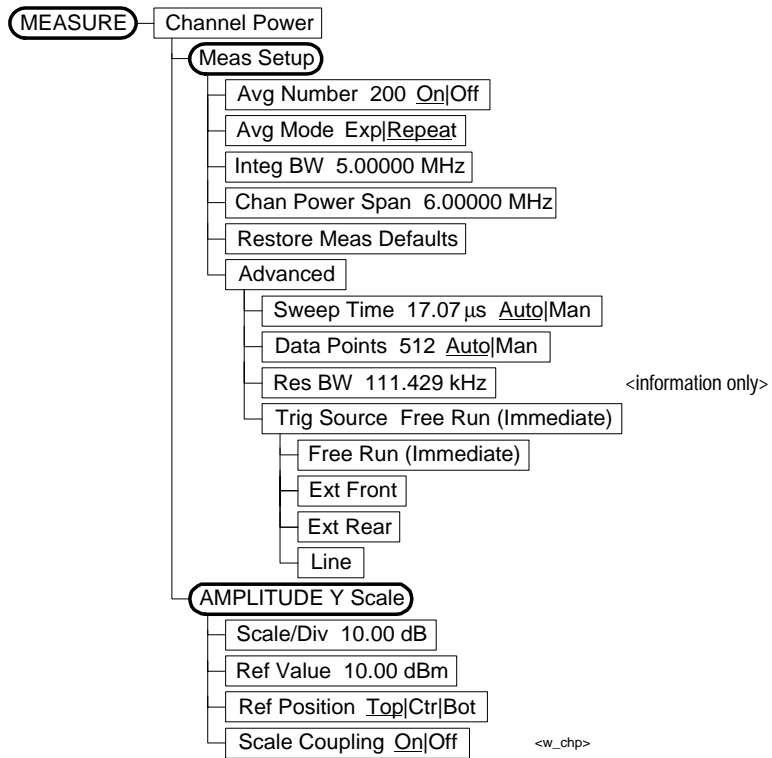 MEASURE Channel Power
Meas Setup
Avg Number 200 On|Off
Avg Mode Exp|Repeat
Integ BW 5.00000 MHz
Chan Power Span 6.00000 MHz
Restore Meas Defaults
Advanced
Sweep Time 17.07 μs Auto|Man
Data Points 512 Auto|Man
Res BW 111.429 kHz <information only>
Trig Source Free Run (Immediate)
Free Run (Immediate)
Ext Front
Ext Rear
Line
AMPLITUDE Y Scale
Scale/Div 10.00 dB
Ref Value 10.00 dBm
Ref Position Top|Ctr|Bot
Scale Coupling On|Off <w_chp>